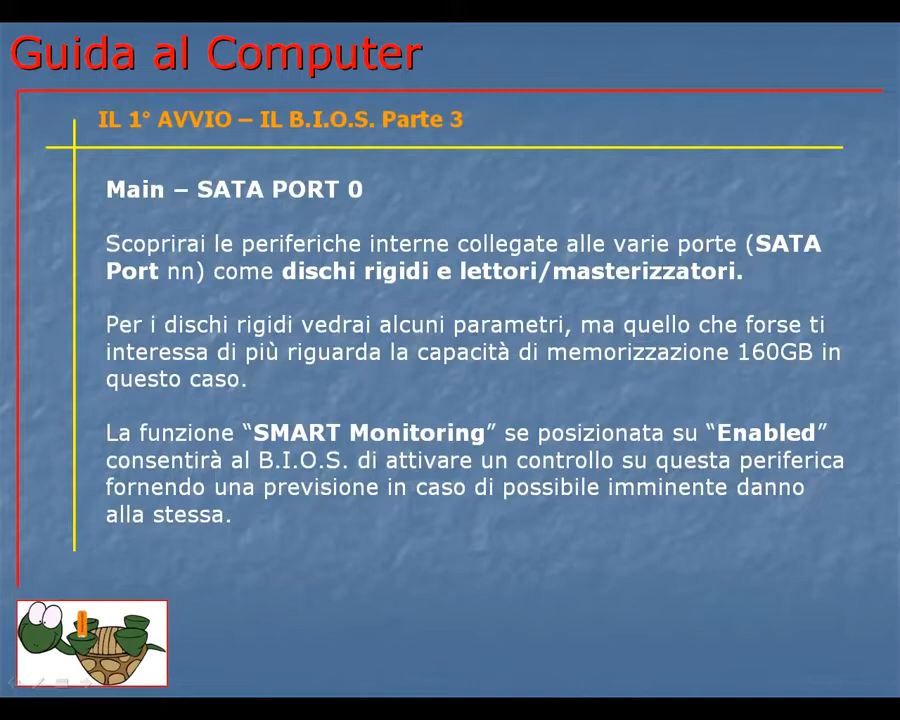 Guida al Computer
IL 1° AVVIO – IL B.I.O.S. Parte 3
Main – SATA PORT 0
Scoprirai le periferiche interne collegate alle varie porte (SATA
Port nn) come dischi rigidi e lettori/masterizzatori.
Per i dischi rigidi vedrai alcuni parametri, ma quello che forse ti
interessa di più riguarda la capacità di memorizzazione 160GB in
questo caso.
La funzione “SMART Monitoring” se posizionata su “Enabled”
consentirà al B.I.O.S. di attivare un controllo su questa periferica
fornendo una previsione in caso di possibile imminente danno
alla stessa.